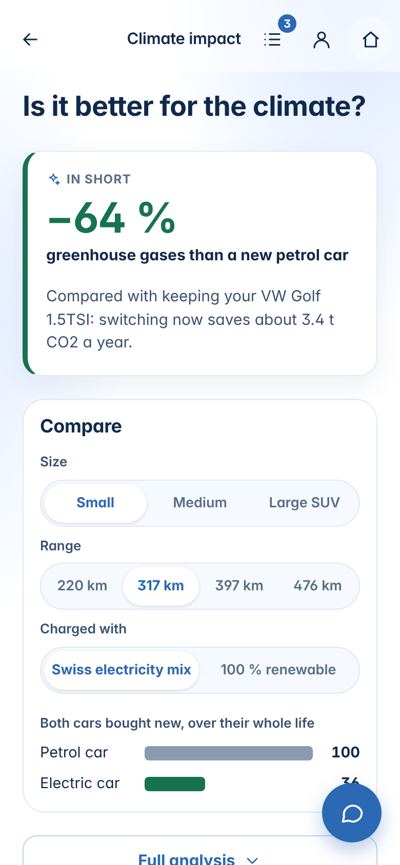 Climate impact
3
Is it better for the climate?
IN SHORT
–64 %
greenhouse gases than a new petrol car
Compared with keeping your VW Golf
1.5TSI: switching now saves about 3.4 t
CO2 a year.
Compare
Size
Small Medium Large SUV
Range
220 km 317 km 397 km 476 km
Charged with
Swiss electricity mix 100 % renewable
Both cars bought new, over their whole life
Petrol car 100
Electric car 36
Full analysis